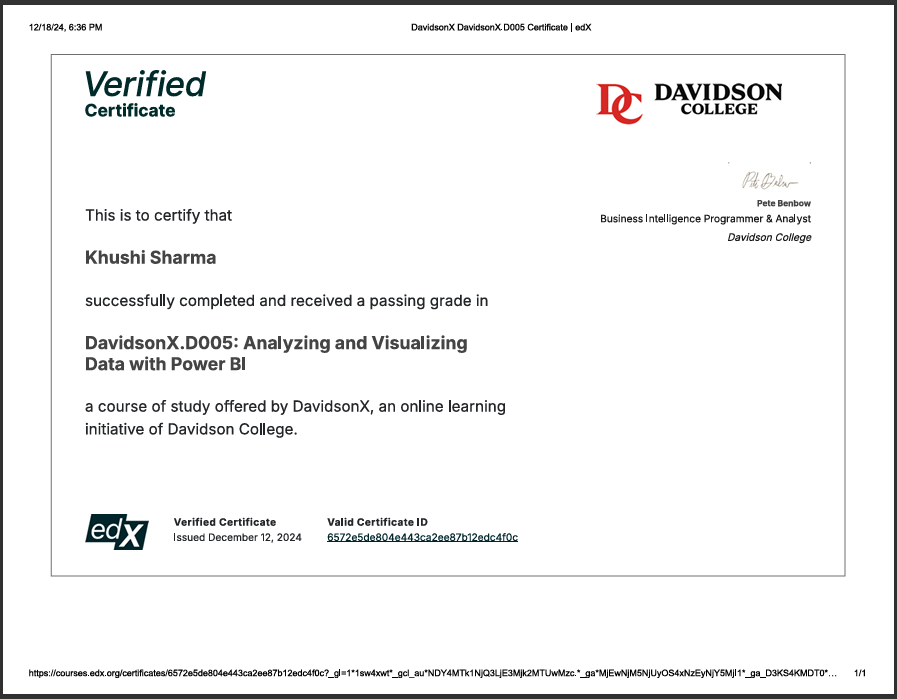 12/18/24, 6:36 PM
DavidsonX DavidsonX.D005 Certificate | edX
Verified
Certificate
DC DAVIDSON
COLLEGE
Pete Benbow
Business Intelligence Programmer & Analyst
Davidson College
This is to certify that
Khushi Sharma
successfully completed and received a passing grade in
DavidsonX.D005: Analyzing and Visualizing
Data with Power BI
a course of study offered by DavidsonX, an online learning
initiative of Davidson College.
edX
Verified Certificate
Issued December 12, 2024
Valid Certificate ID
6572e5de804e443ca2ee87b12edc4f0c
https://courses.edx.org/certificates/6572e5de804e443ca2ee87b12edc4f0c?_gl=1*1sw4xwt*_gcl_au*NDY4MTk1NjQ3LjE3Mjk2MTUwMzc.*_ga*MjEwNjM5NjUyOS4xNzEyNjY5Mjl1*_ga_D3KS4KMDT0*...
1/1